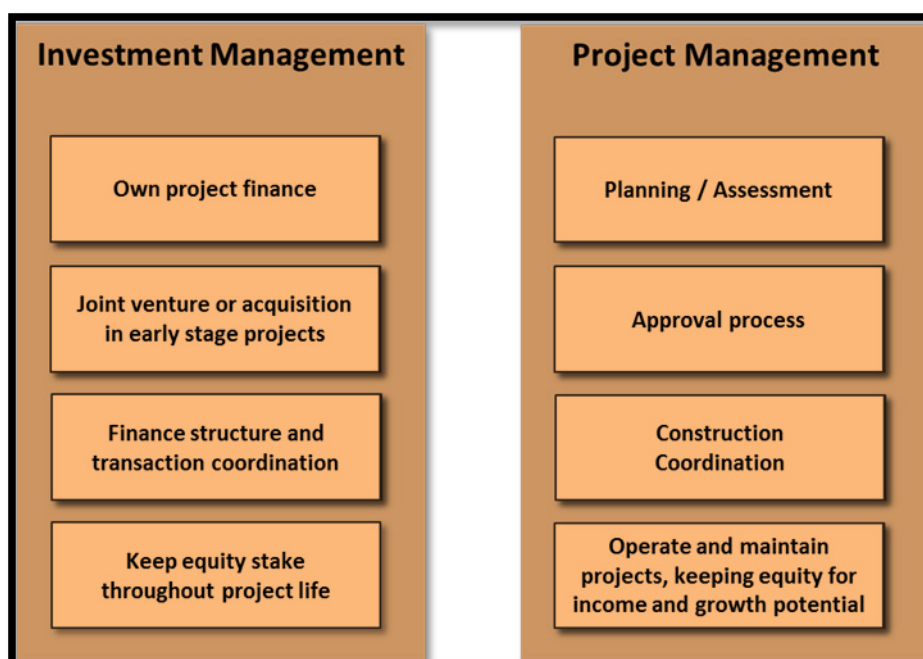 Investment Management
Own project finance
Joint venture or acquisition
in early stage projects
Finance structure and
transaction coordination
Keep equity stake
throughout project life
Project Management
Planning / Assessment
Approval process
Construction
Coordination
Operate and maintain
projects, keeping equity for
income and growth potential